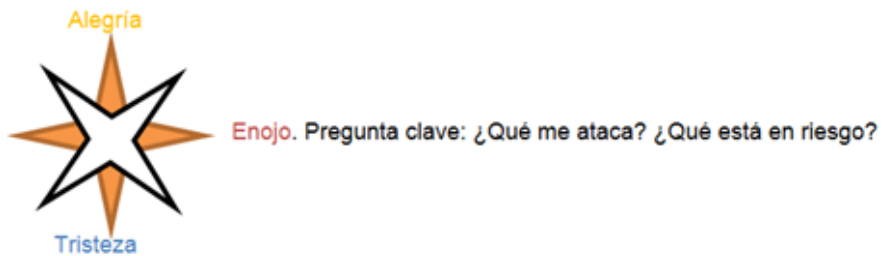 Alegría
Enojo. Pregunta clave: ¿Qué me ataca? ¿Qué está en riesgo?
Tristeza